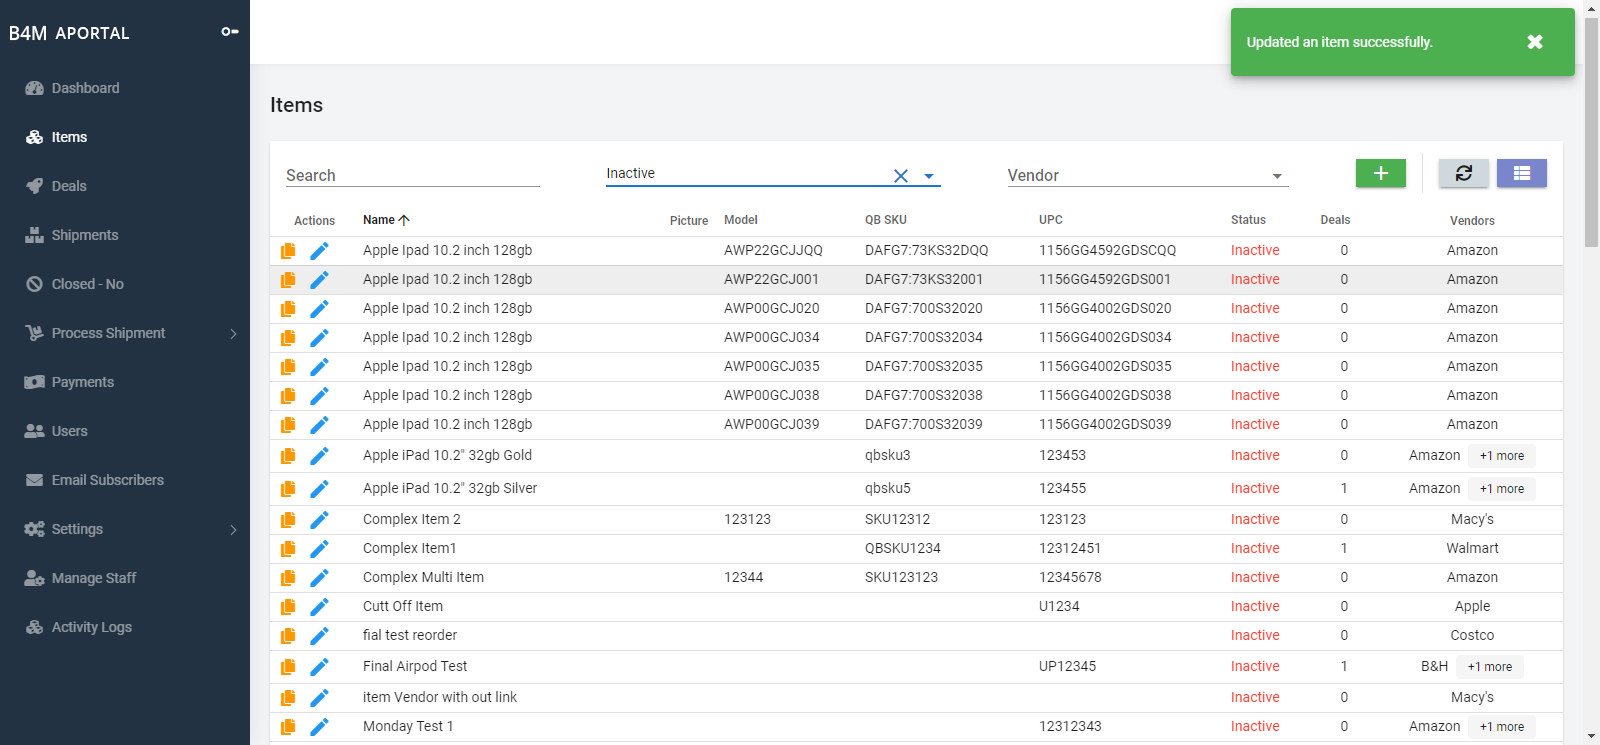 B4M APORTAL
Updated an item successfully.
Dashboard
Items
Deals
Shipments
Closed - No
Process Shipment
Payments
Users
Email Subscribers
Settings
Manage Staff
Activity Logs
Items
Search Inactive Vendor
Actions Name Picture Model QB SKU UPC Status Deals Vendors
Apple Ipad 10.2 inch 128gb AWP22GCJJQQ DAFG7:73KS32DQQ 1156GG4592GDSCQQ Inactive 0 Amazon
Apple Ipad 10.2 inch 128gb AWP22GCJ001 DAFG7:73KS32001 1156GG4592GDS001 Inactive 0 Amazon
Apple Ipad 10.2 inch 128gb AWP00GCJ020 DAFG7:700S32020 1156GG4002GDS020 Inactive 0 Amazon
Apple Ipad 10.2 inch 128gb AWP00GCJ034 DAFG7:700S32034 1156GG4002GDS034 Inactive 0 Amazon
Apple Ipad 10.2 inch 128gb AWP00GCJ035 DAFG7:700S32035 1156GG4002GDS035 Inactive 0 Amazon
Apple Ipad 10.2 inch 128gb AWP00GCJ038 DAFG7:700S32038 1156GG4002GDS038 Inactive 0 Amazon
Apple Ipad 10.2 inch 128gb AWP00GCJ039 DAFG7:700S32039 1156GG4002GDS039 Inactive 0 Amazon
Apple iPad 10.2" 32gb Gold qbsku3 123453 Inactive 0 Amazon +1 more
Apple iPad 10.2" 32gb Silver qbsku5 123455 Inactive 1 Amazon +1 more
Complex Item 2 123123 SKU12312 123123 Inactive 0 Macy's
Complex Item1 QBSKU1234 12312451 Inactive 1 Walmart
Complex Multi Item 12344 SKU123123 12345678 Inactive 0 Amazon
Cutt Off Item U1234 Inactive 0 Apple
fial test reorder Inactive 0 Costco
Final Airpod Test UP12345 Inactive 1 B&H +1 more
item Vendor with out link Inactive 0 Macy's
Monday Test 1 12312343 Inactive 0 Amazon +1 more